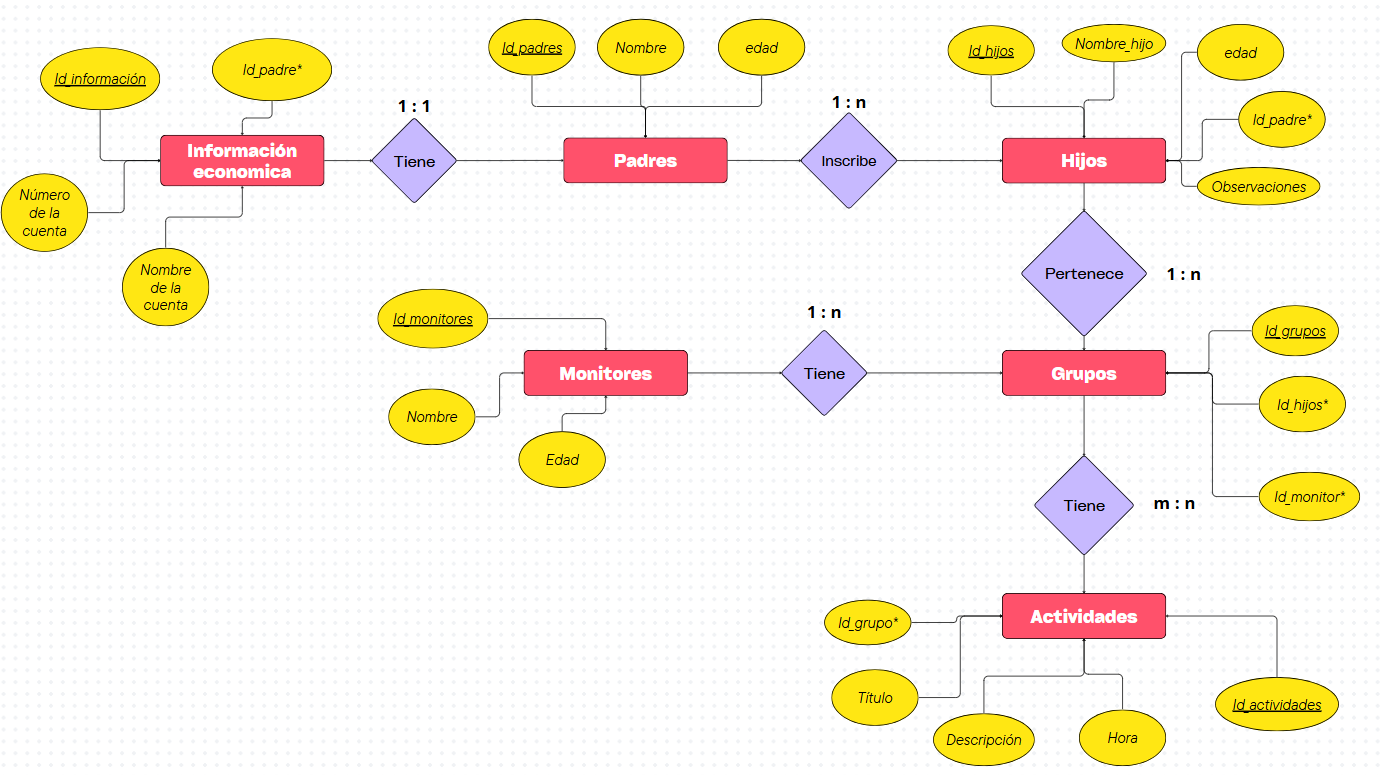 Id_padres
Nombre
edad
Id_hijos
Nombre_hijo
edad
Id_información
Id_padre*
1 : 1
1 : n
Id_padre*
Información
economica
Tiene
Padres
Inscribe
Hijos
Observaciones
Número
de la
cuenta
Nombre
de la
cuenta
Pertenece
1 : n
Id_monitores
1 : n
Id_grupos
Monitores
Tiene
Grupos
Nombre
Id_hijos*
Edad
Id_monitor*
Tiene
m : n
Id_grupo*
Actividades
Título
Id_actividades
Descripción
Hora